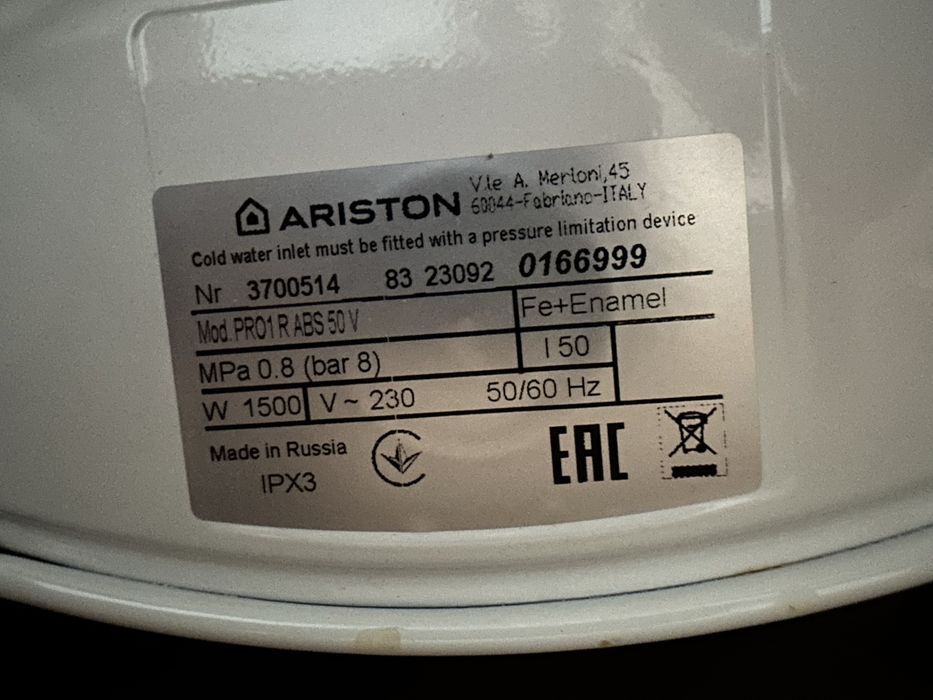 ARISTON V.le A. Merloni,45
60044-Fabriano-ITALY
Cold water inlet must be fitted with a pressure limitation device
Nr 3700514 83 23092 0166999
Mod. PRO1 R ABS 50 V Fe+Enamel
MPa 0.8 (bar 8) l 50
W 1500 V ~ 230 50/60 Hz
Made in Russia
IPX3
EAC